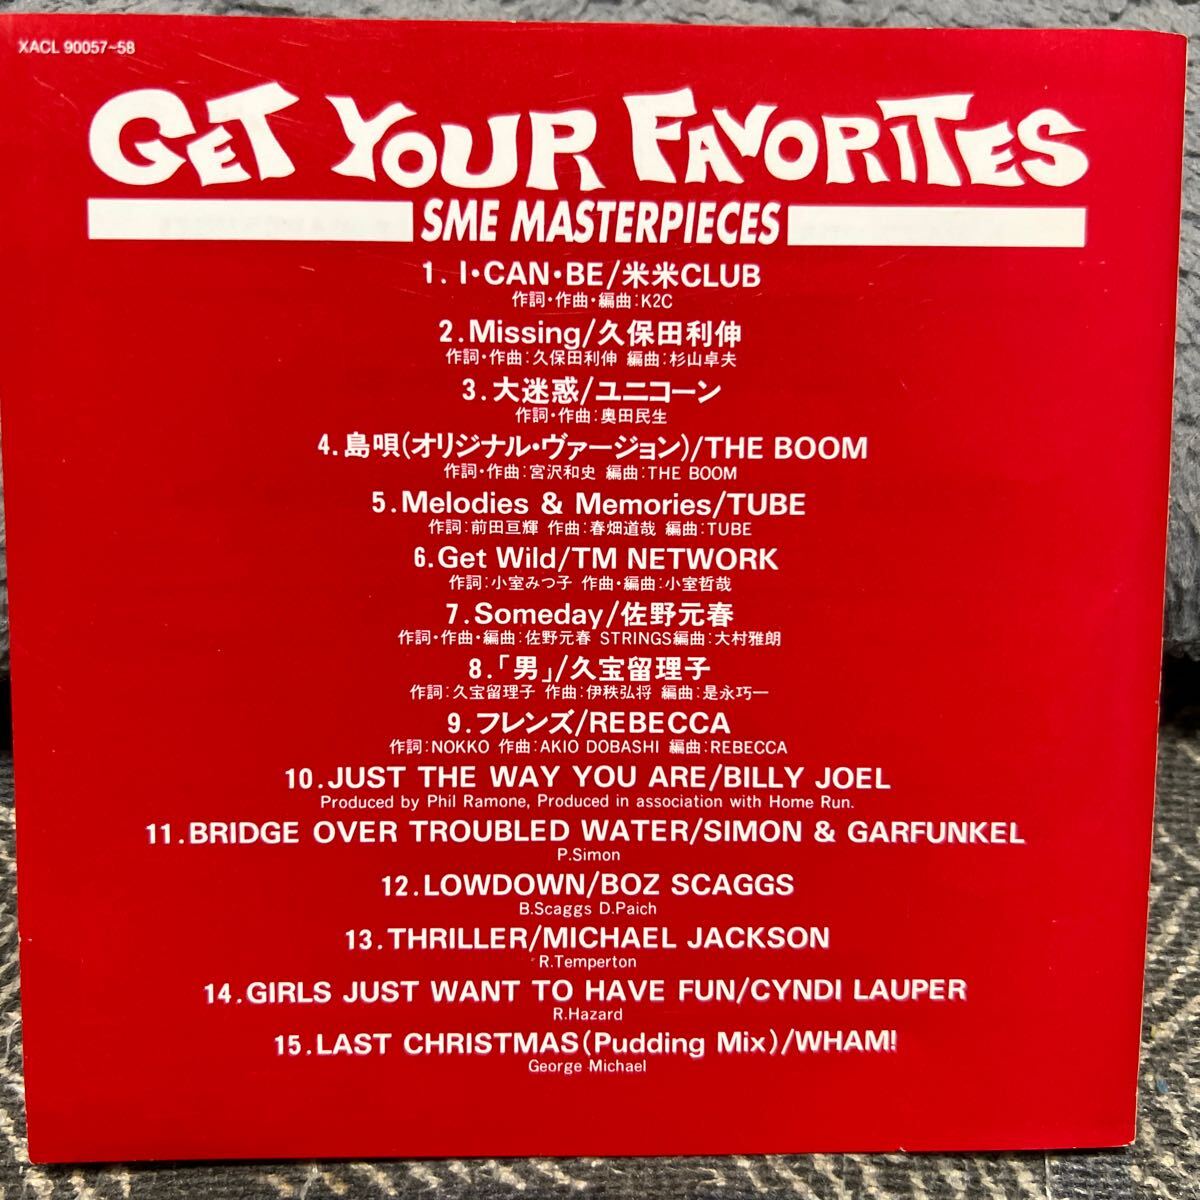 XACL 90057~58
GET YOUR FAVORITES
SME MASTERPIECES
1.I・CAN・BE/米米CLUB
作詞・作曲・編曲:K2C
2.Missing/久保田利伸
作詞・作曲:久保田利伸 編曲:杉山卓夫
3.大迷惑/ユニコーン
作詞・作曲:奥田民生
4.島唄(オリジナル・ヴァージョン)/THE BOOM
作詞・作曲:宮沢和史 編曲:THE BOOM
5.Melodies & Memories/TUBE
作詞:前田亘輝 作曲:春畑道哉 編曲:TUBE
6.Get Wild/TM NETWORK
作詞:小室みつ子 作曲・編曲:小室哲哉
7.Someday/佐野元春
作詞・作曲・編曲:佐野元春 STRINGS編曲:大村雅朗
8.「男」/久宝留理子
作詞:久宝留理子 作曲:伊秩弘将 編曲:是永巧一
9.フレンズ/REBECCA
作詞:NOKKO 作曲:AKIO DOBASHI 編曲:REBECCA
10.JUST THE WAY YOU ARE/BILLY JOEL
Produced by Phil Ramone, Produced in association with Home Run.
11.BRIDGE OVER TROUBLED WATER/SIMON & GARFUNKEL
P.Simon
12.LOWDOWN/BOZ SCAGGS
B.Scaggs D.Paich
13.THRILLER/MICHAEL JACKSON
R.Temperton
14.GIRLS JUST WANT TO HAVE FUN/CYNDI LAUPER
R.Hazard
15.LAST CHRISTMAS(Pudding Mix)/WHAM!
George Michael